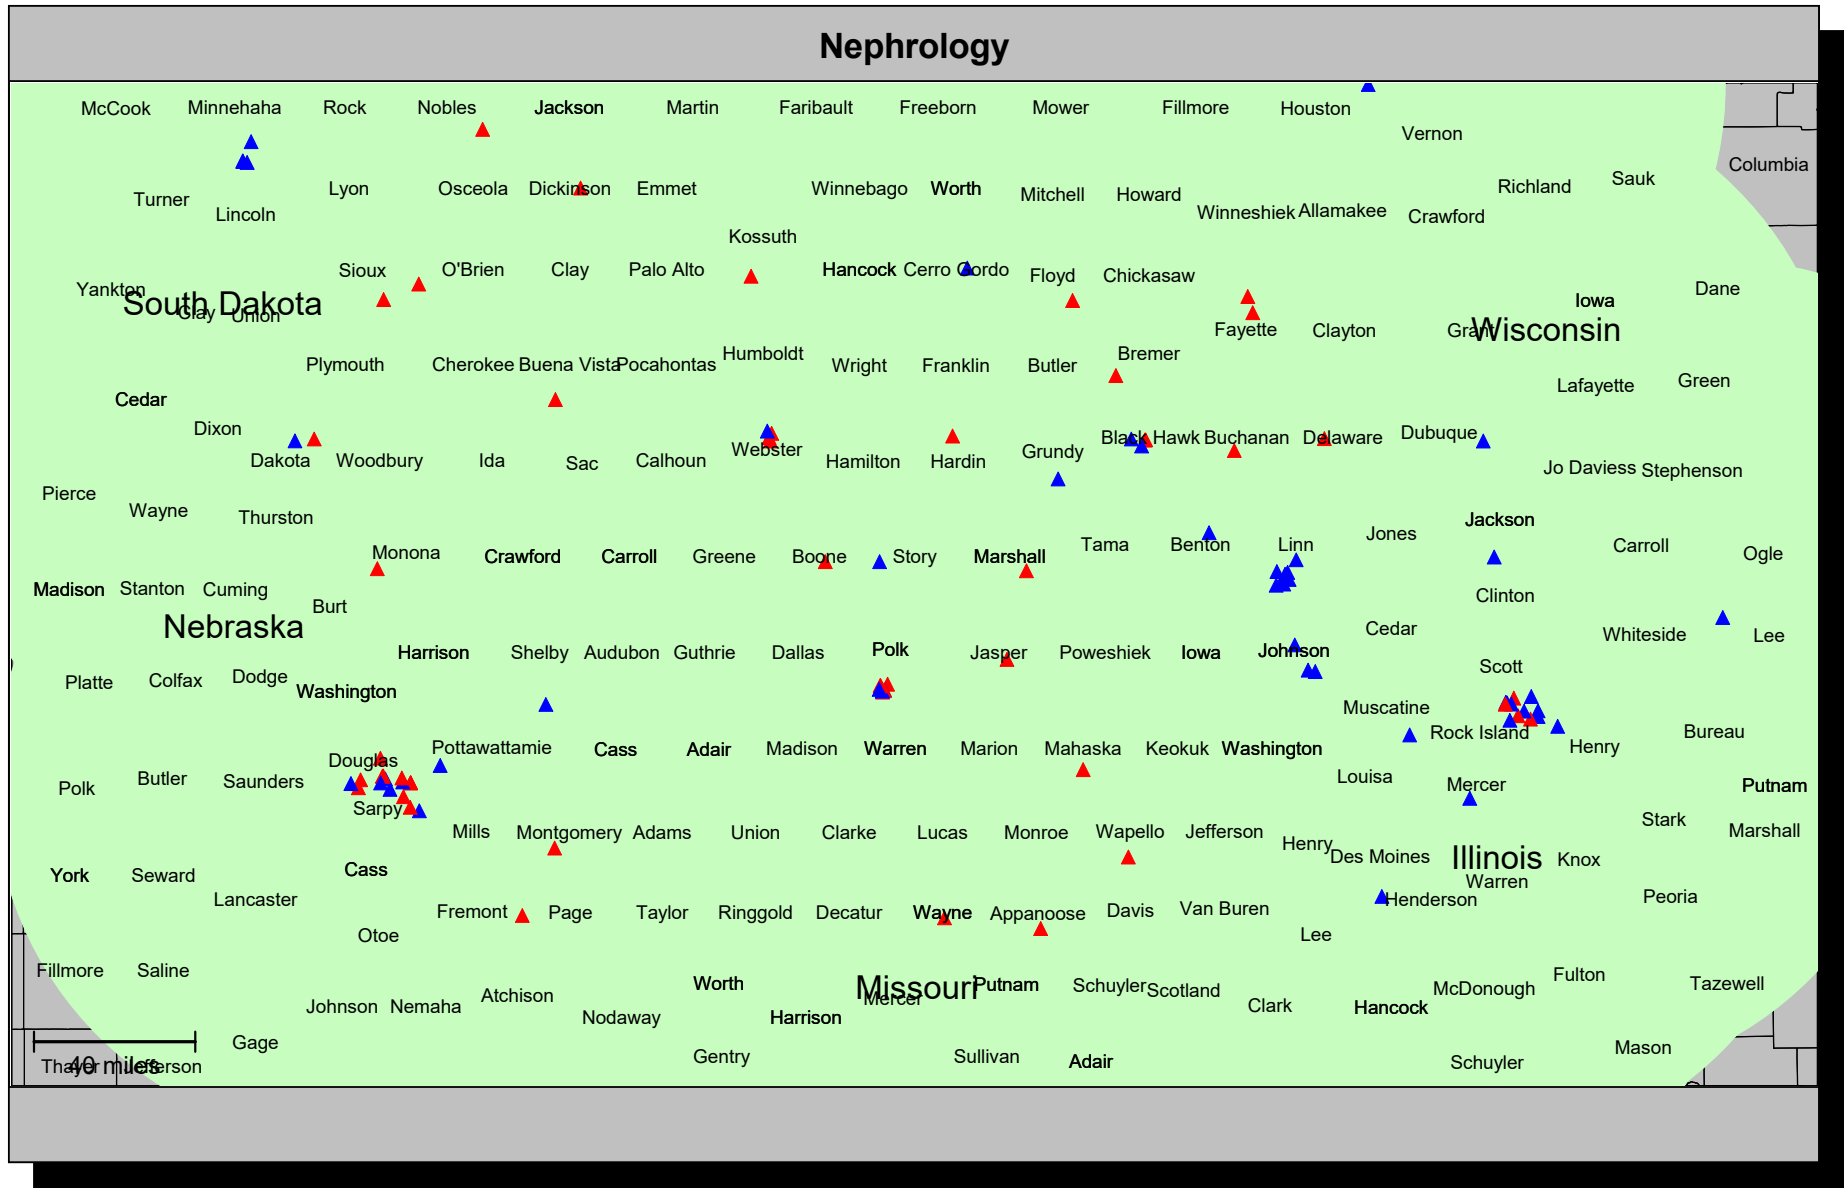 Nephrology
McCook Minnehaha Rock Nobles Jackson Martin Faribault Freeborn Mower Fillmore Houston
Vernon
Columbia
Turner Lyon Osceola Dickinson Emmet Winnebago Worth Mitchell Howard Richland Sauk
Lincoln Winneshiek Allamakee Crawford
Kossuth
Sioux O'Brien Clay Palo Alto Hancock Cerro Gordo Floyd Chickasaw
Yankton Dane
South Dakota Iowa
Clay Union Fayette Clayton Grant Wisconsin
Plymouth Cherokee Buena Vista Pocahontas Humboldt Wright Franklin Butler Bremer
Cedar Lafayette Green
Dixon Webster Black Hawk Buchanan Delaware Dubuque
Dakota Woodbury Ida Sac Calhoun Hamilton Hardin Grundy Jo Daviess Stephenson
Pierce
Wayne Thurston Jackson
Monona Crawford Carroll Greene Boone Story Marshall Tama Benton Linn Jones Carroll Ogle
Madison Stanton Cuming Clinton
Burt
Nebraska Cedar Whiteside Lee
Harrison Shelby Audubon Guthrie Dallas Polk Jasper Poweshiek Iowa Johnson
Scott
Platte Colfax Dodge
Washington Muscatine
Rock Island Bureau
Douglas Pottawattamie Cass Adair Madison Warren Marion Mahaska Keokuk Washington Henry
Polk Butler Saunders Louisa Mercer Putnam
Sarpy
Mills Montgomery Adams Union Clarke Lucas Monroe Wapello Jefferson Stark Marshall
Henry
Des Moines Illinois Knox
York Seward Cass Warren
Lancaster Henderson Peoria
Fremont Page Taylor Ringgold Decatur Wayne Appanoose Davis Van Buren
Otoe Lee
Fillmore Saline Fulton
Worth Missouri Putnam Schuyler Scotland McDonough Tazewell
Johnson Nemaha Atchison Mercer Clark Hancock
Nodaway Harrison
Gage Mason
Gentry Sullivan Adair Schuyler
Thayer Jefferson
40 miles